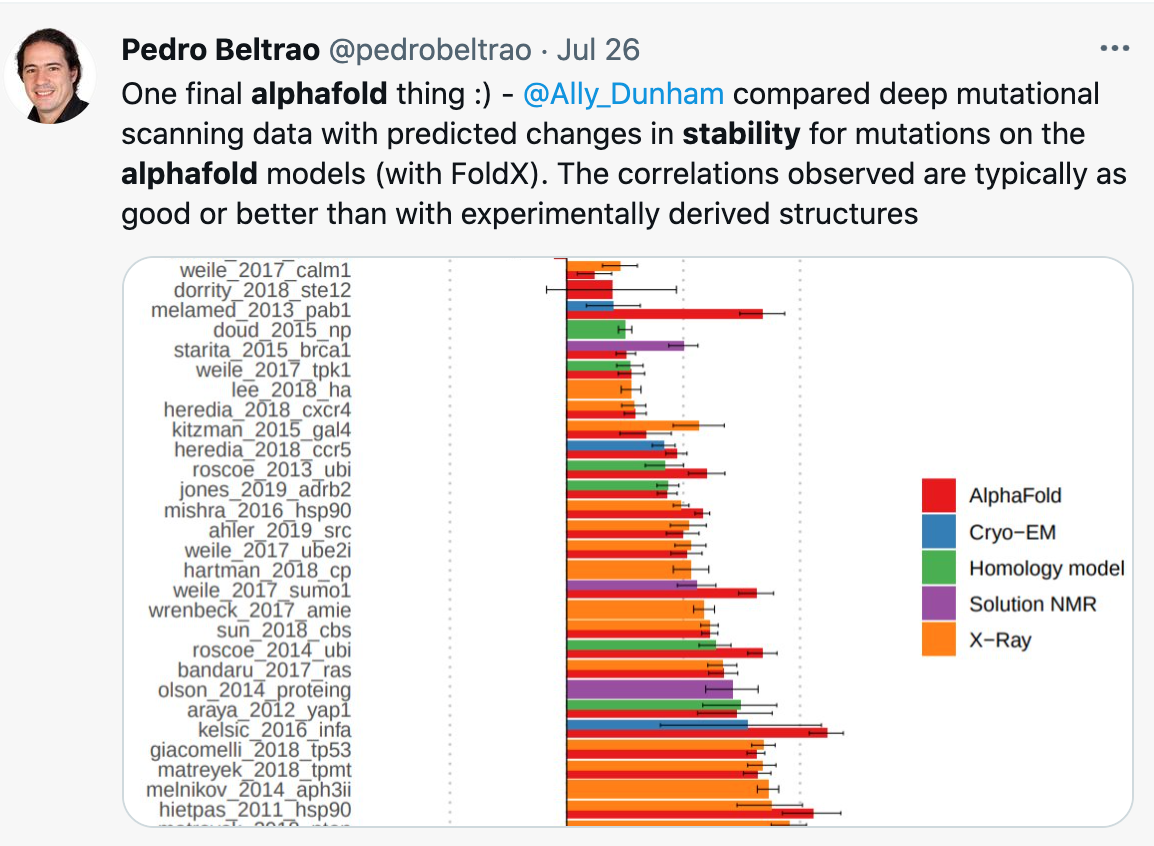 Pedro Beltrao @pedrobeltrao · Jul 26
One final alphafold thing :) - @Ally_Dunham compared deep mutational
scanning data with predicted changes in stability for mutations on the
alphafold models (with FoldX). The correlations observed are typically as
good or better than with experimentally derived structures
weile_2017_calm1
dorrity_2018_ste12
melamed_2013_pab1
doud_2015_np
starita_2015_brca1
weile_2017_tpk1
lee_2018_ha
heredia_2018_cxcr4
kitzman_2015_gal4
heredia_2018_ccr5
roscoe_2013_ubi
jones_2019_adrb2
mishra_2016_hsp90
ahler_2019_src
weile_2017_ube2i
hartman_2018_cp
weile_2017_sumo1
wrenbeck_2017_amie
sun_2018_cbs
roscoe_2014_ubi
bandaru_2017_ras
olson_2014_proteing
araya_2012_yap1
kelsic_2016_infa
giacomelli_2018_tp53
matreyek_2018_tpmt
melnikov_2014_aph3ii
hietpas_2011_hsp90
AlphaFold
Cryo−EM
Homology model
Solution NMR
X−Ray